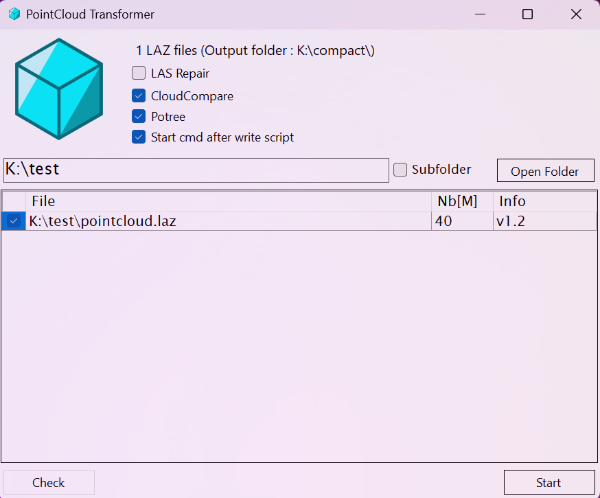 PointCloud Transformer
1 LAZ files (Output folder : K:\compact\)
LAS Repair
CloudCompare
Potree
Start cmd after write script
K:\test Subfolder Open Folder
File Nb[M] Info
K:\test\pointcloud.laz 40 v1.2
Check Start